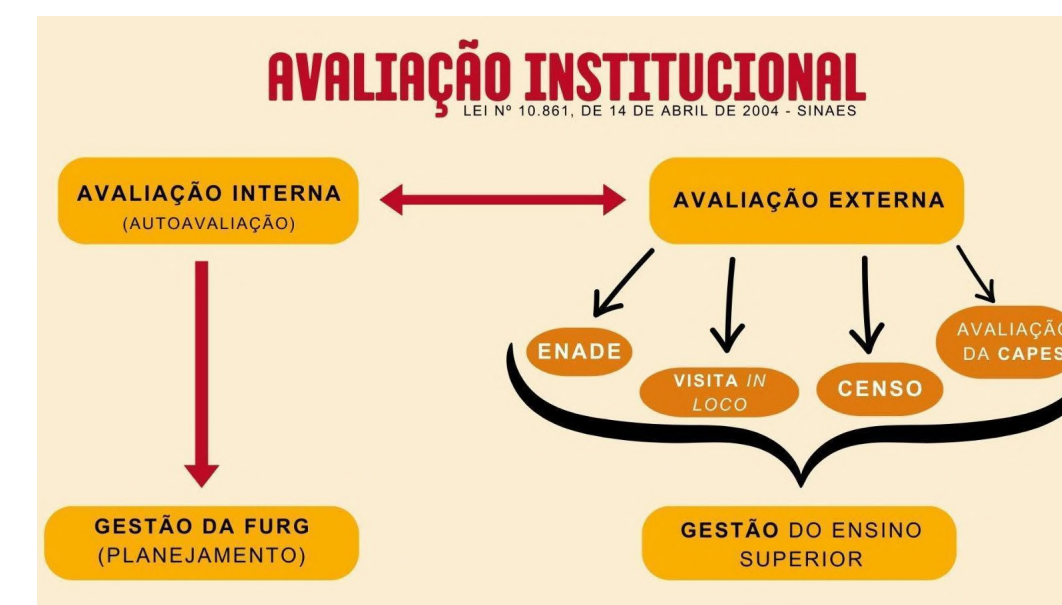 AVALIAÇÃO INSTITUCIONAL
LEI Nº 10.861, DE 14 DE ABRIL DE 2004 - SINAES
AVALIAÇÃO INTERNA
(AUTOAVALIAÇÃO)
AVALIAÇÃO EXTERNA
ENADE
VISITA IN
LOCO
CENSO
AVALIAÇÃO
DA CAPES
GESTÃO DA FURG
(PLANEJAMENTO)
GESTÃO DO ENSINO
SUPERIOR